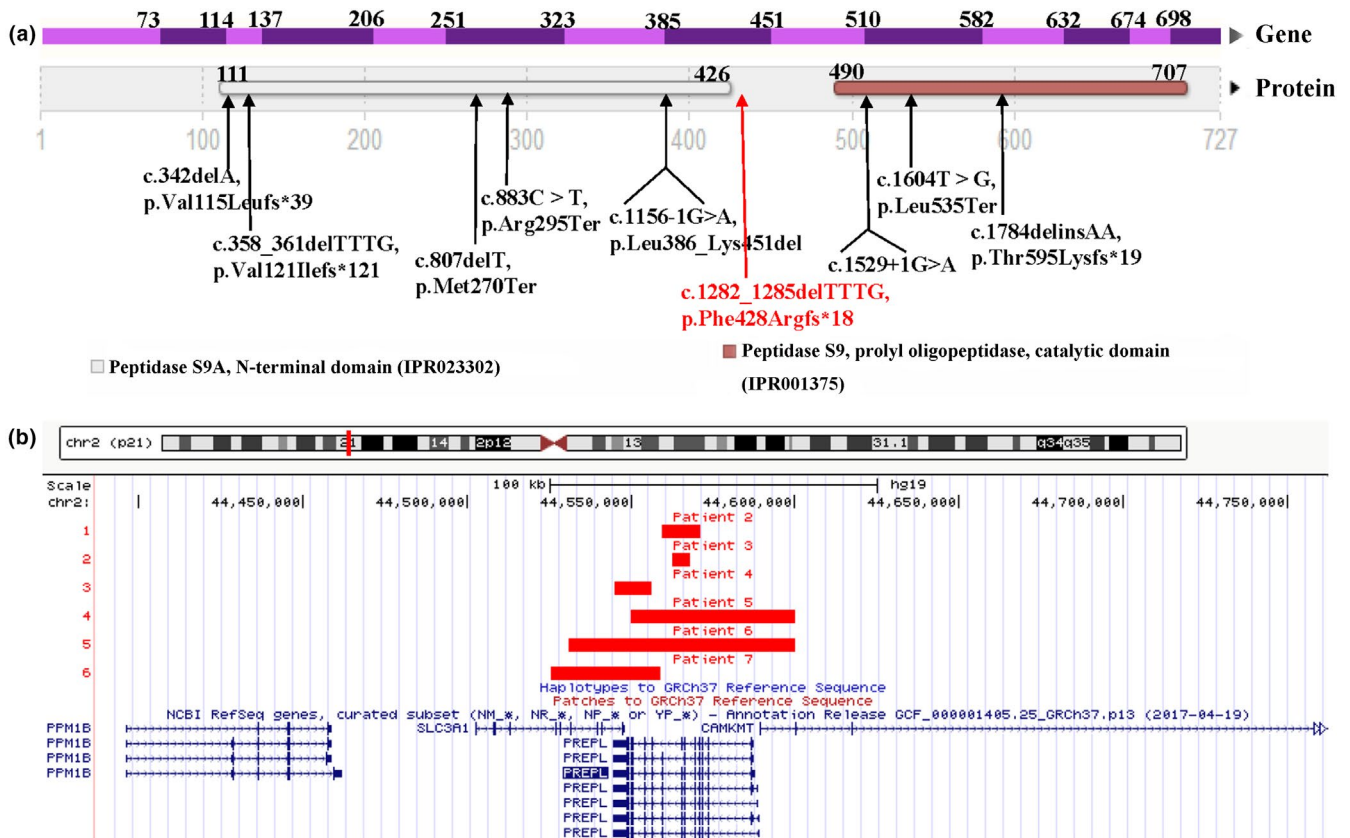 73 114 137 206 251 323 385 451 510 582 632 674 698
(a)
Gene
111 426 490 707
Protein
1 100 200 300 400 500 600 727
c.342delA,
p.Val115Leufs*39
c.358_361delTTTG,
p.Val121Ilefs*121
c.807delT,
p.Met270Ter
c.883C > T,
p.Arg295Ter
c.1156-1G>A,
p.Leu386_Lys451del
c.1282_1285delTTTG,
p.Phe428Argfs*18
c.1529+1G>A
c.1604T > G,
p.Leu535Ter
c.1784delinsAA,
p.Thr595Lysfs*19
Peptidase S9A, N-terminal domain (IPR023302)
Peptidase S9, prolyl oligopeptidase, catalytic domain
(IPR001375)
(b)
chr2 (p21) 21 14 2p12 13 31.1 q34q35
Scale 100 kb hg19
chr2: 44,450,000 44,500,000 44,550,000 44,600,000 44,650,000 44,700,000 44,750,000
Patient 2
1
Patient 3
2
Patient 4
3
Patient 5
4
Patient 6
5
Patient 7
6
Haplotypes to GRCh37 Reference Sequence
Patches to GRCh37 Reference Sequence
NCBI RefSeq genes, curated subset (NM_*, NR_*, NP_* or YP_*) - Annotation Release GCF_000001405.25_GRCh37.p13 (2017-04-19)
PPM1B SLC3A1 CAMKMT
PPM1B PREPL
PPM1B PREPL
PPM1B PREPL
PREPL
PREPL
PREPL
PREPL